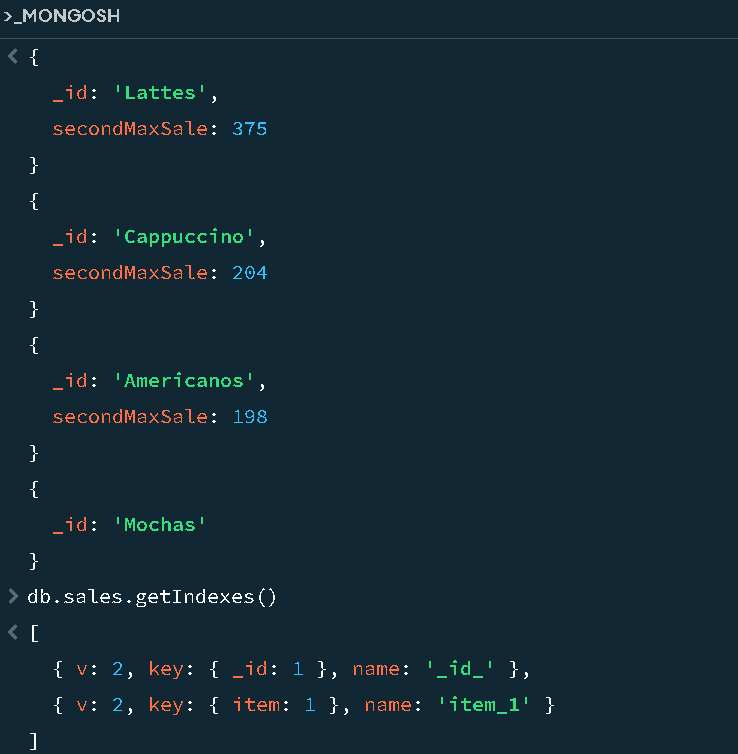 >_MONGOSH
< {
_id: 'Lattes',
secondMaxSale: 375
}
{
_id: 'Cappuccino',
secondMaxSale: 204
}
{
_id: 'Americanos',
secondMaxSale: 198
}
{
_id: 'Mochas'
}
> db.sales.getIndexes()
< [
{ v: 2, key: { _id: 1 }, name: '_id_' },
{ v: 2, key: { item: 1 }, name: 'item_1' }
]